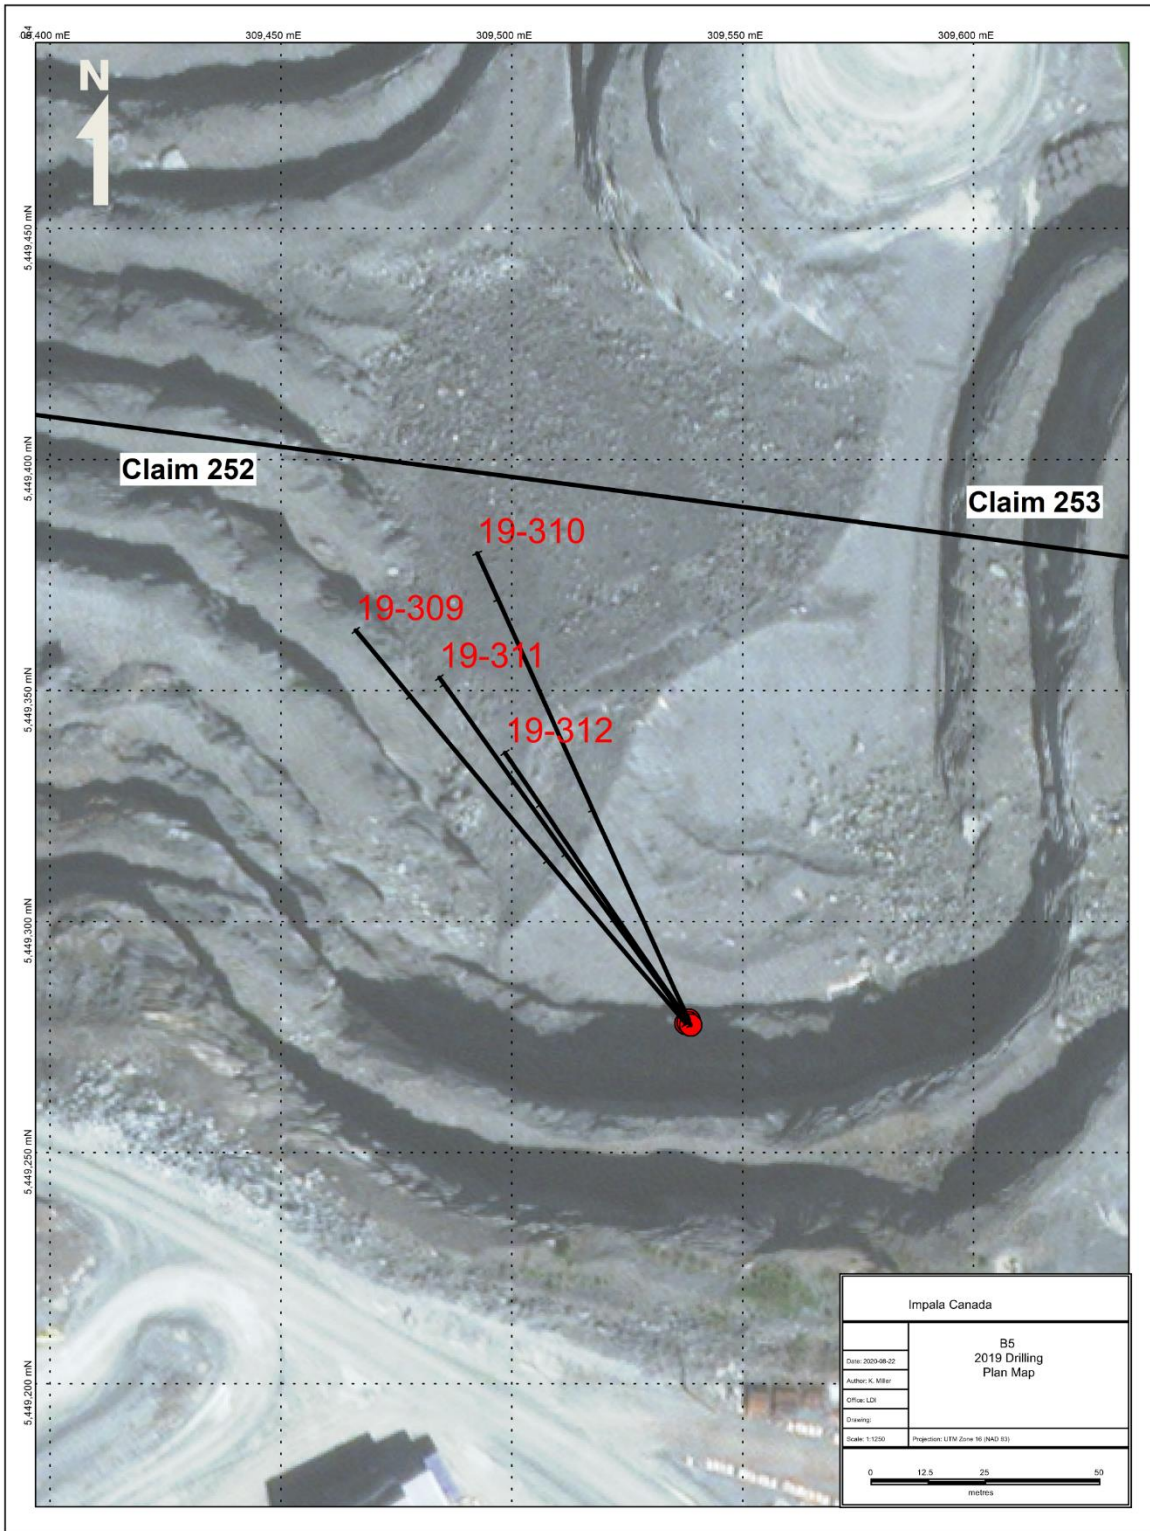 309,450 mE
309,500 mE
309,550 mE
309,600 mE
N
5,449,450 mN
5,449,400 mN
5,449,350 mN
5,449,300 mN
5,449,250 mN
5,449,200 mN
Claim 252
Claim 253
19-310
19-309
19-311
19-312
Impala Canada
B5
2019 Drilling
Plan Map
Date: 2020-08-22
Author: K. Miller
Office: LDI
Drawing:
Scale: 1:1250
Projection: UTM Zone 16 (NAD 83)
0 12.5 25 50
metres